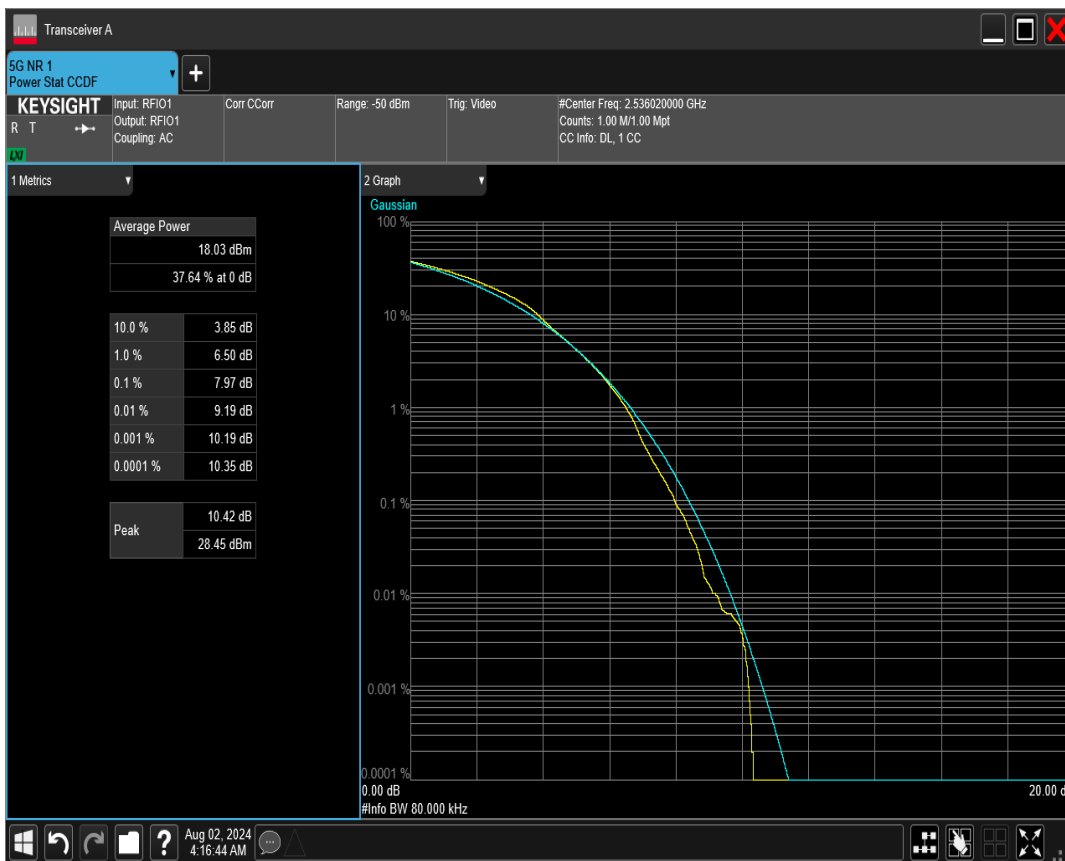 Transceiver A
5G NR 1
Power Stat CCDF
+
KEYSIGHT
R T
LXI
Input: RFIO1
Output: RFIO1
Coupling: AC
Corr CCorr
Range: -50 dBm
Trig: Video
#Center Freq: 2.536020000 GHz
Counts: 1.00 M/1.00 Mpt
CC Info: DL, 1 CC
1 Metrics
Average Power
18.03 dBm
37.64 % at 0 dB
10.0 % 3.85 dB
1.0 % 6.50 dB
0.1 % 7.97 dB
0.01 % 9.19 dB
0.001 % 10.19 dB
0.0001 % 10.35 dB
Peak
10.42 dB
28.45 dBm
2 Graph
Gaussian
100 %
10 %
1 %
0.1 %
0.01 %
0.001 %
0.0001 %
0.00 dB 20.00 d
#Info BW 80.000 kHz
?
Aug 02, 2024
4:16:44 AM